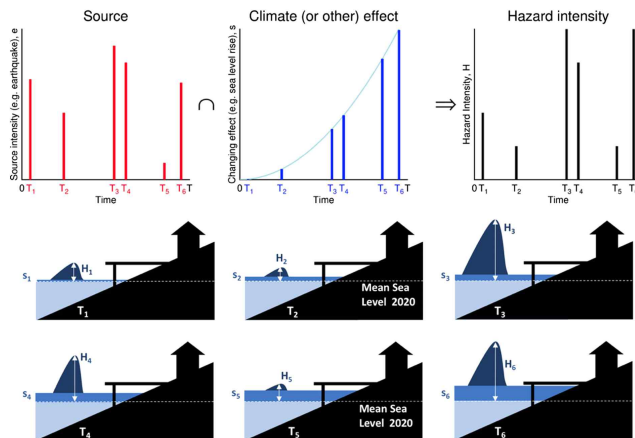 Source
Climate (or other) effect
Hazard intensity
Source intensity (e.g. earthquake), e
Changing effect (e.g. sea level rise), s
Hazard Intensity, H
∩
⇒
0 T1 T2 T3 T4 T5 T6 T
Time
0 T1 T2 T3 T4 T5 T6 T
Time
0 T1 T2 T3 T4 T5 T
Time
S1 H1 T1
S2 H2 Mean Sea
Level 2020
T2
S3 H3 T3
S4 H4 T4
S5 H5 Mean Sea
Level 2020
T5
S6 H6 T6